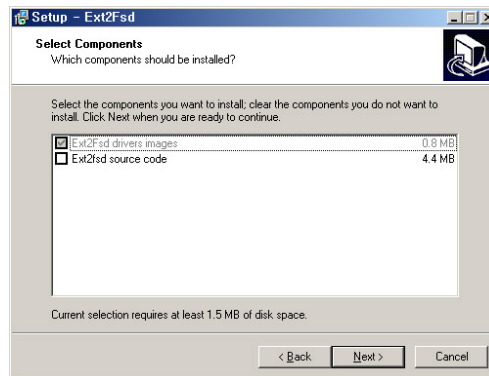 Setup - Ext2Fsd
Select Components
Which components should be installed?
Select the components you want to install; clear the components you do not want to
install. Click Next when you are ready to continue.
Ext2Fsd drivers images 0.8 MB
Ext2fsd source code 4.4 MB
Current selection requires at least 1.5 MB of disk space.
< Back Next > Cancel